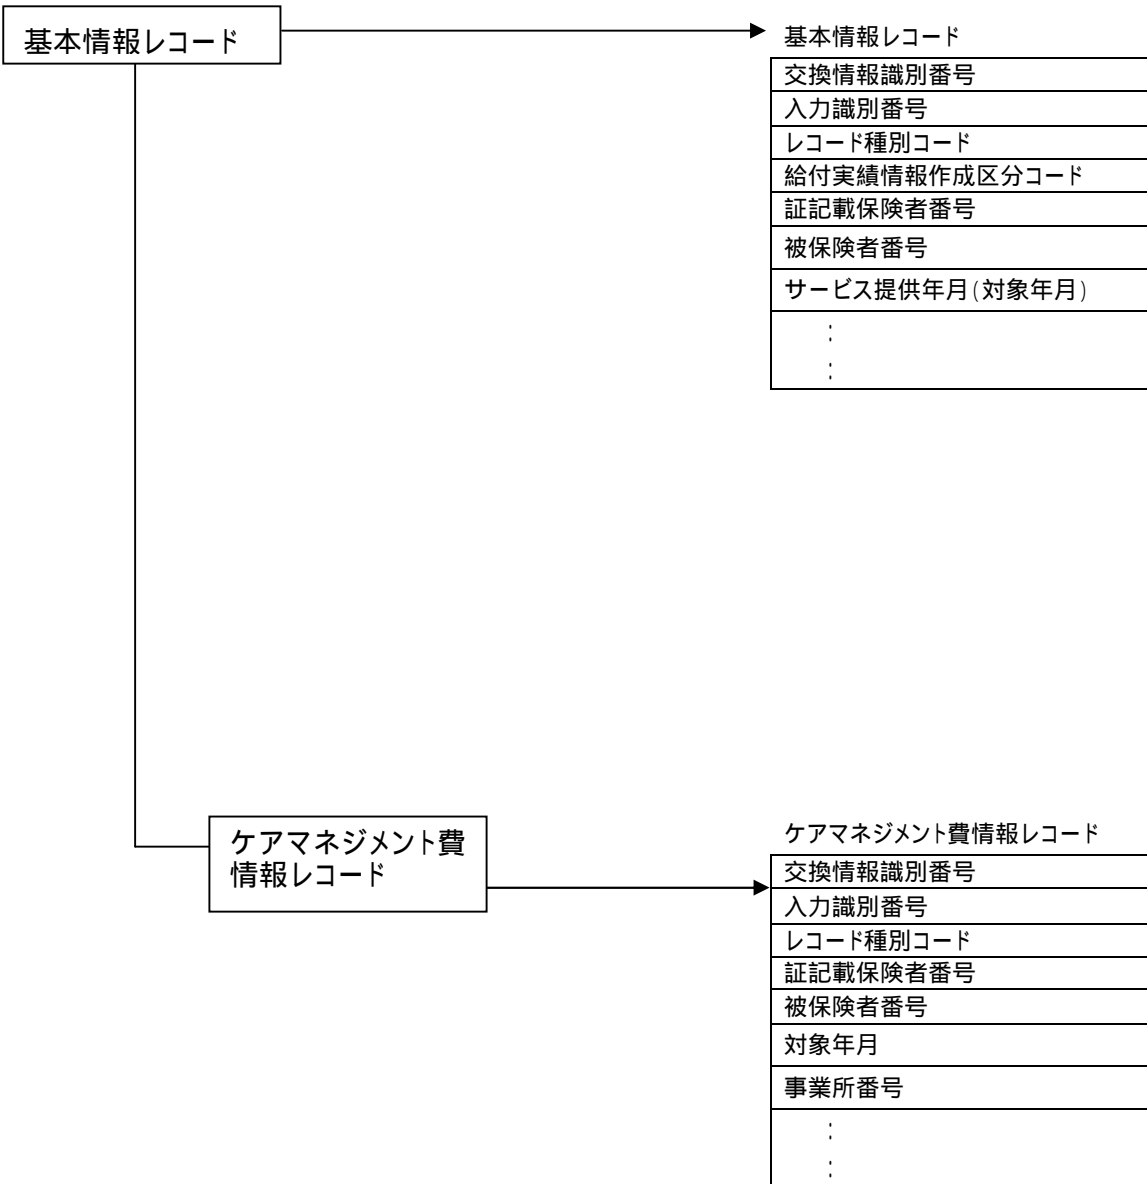 基本情報レコード
基本情報レコード
交換情報識別番号
入力識別番号
レコード種別コード
給付実績情報作成区分コード
証記載保険者番号
被保険者番号
サービス提供年月(対象年月)
:
:
ケアマネジメント費
情報レコード
ケアマネジメント費情報レコード
交換情報識別番号
入力識別番号
レコード種別コード
証記載保険者番号
被保険者番号
対象年月
事業所番号
:
: